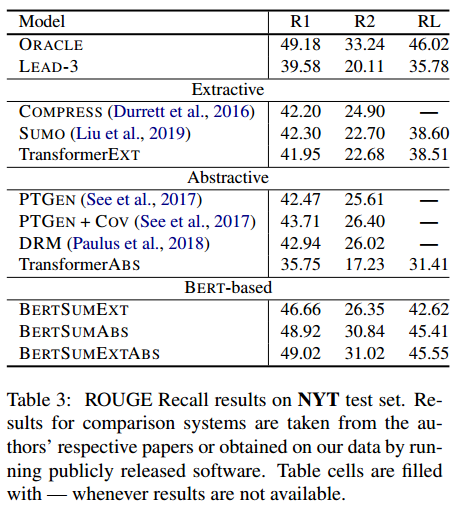 Model R1 R2 RL
ORACLE 49.18 33.24 46.02
LEAD-3 39.58 20.11 35.78
Extractive
COMPRESS (Durrett et al., 2016) 42.20 24.90 —
SUMO (Liu et al., 2019) 42.30 22.70 38.60
TransformerEXT 41.95 22.68 38.51
Abstractive
PTGEN (See et al., 2017) 42.47 25.61 —
PTGEN + COV (See et al., 2017) 43.71 26.40 —
DRM (Paulus et al., 2018) 42.94 26.02 —
TransformerABS 35.75 17.23 31.41
BERT-based
BERTSUMEXT 46.66 26.35 42.62
BERTSUMABS 48.92 30.84 45.41
BERTSUMEXTABS 49.02 31.02 45.55
Table 3: ROUGE Recall results on NYT test set. Re-
sults for comparison systems are taken from the au-
thors' respective papers or obtained on our data by run-
ning publicly released software. Table cells are filled
with — whenever results are not available.